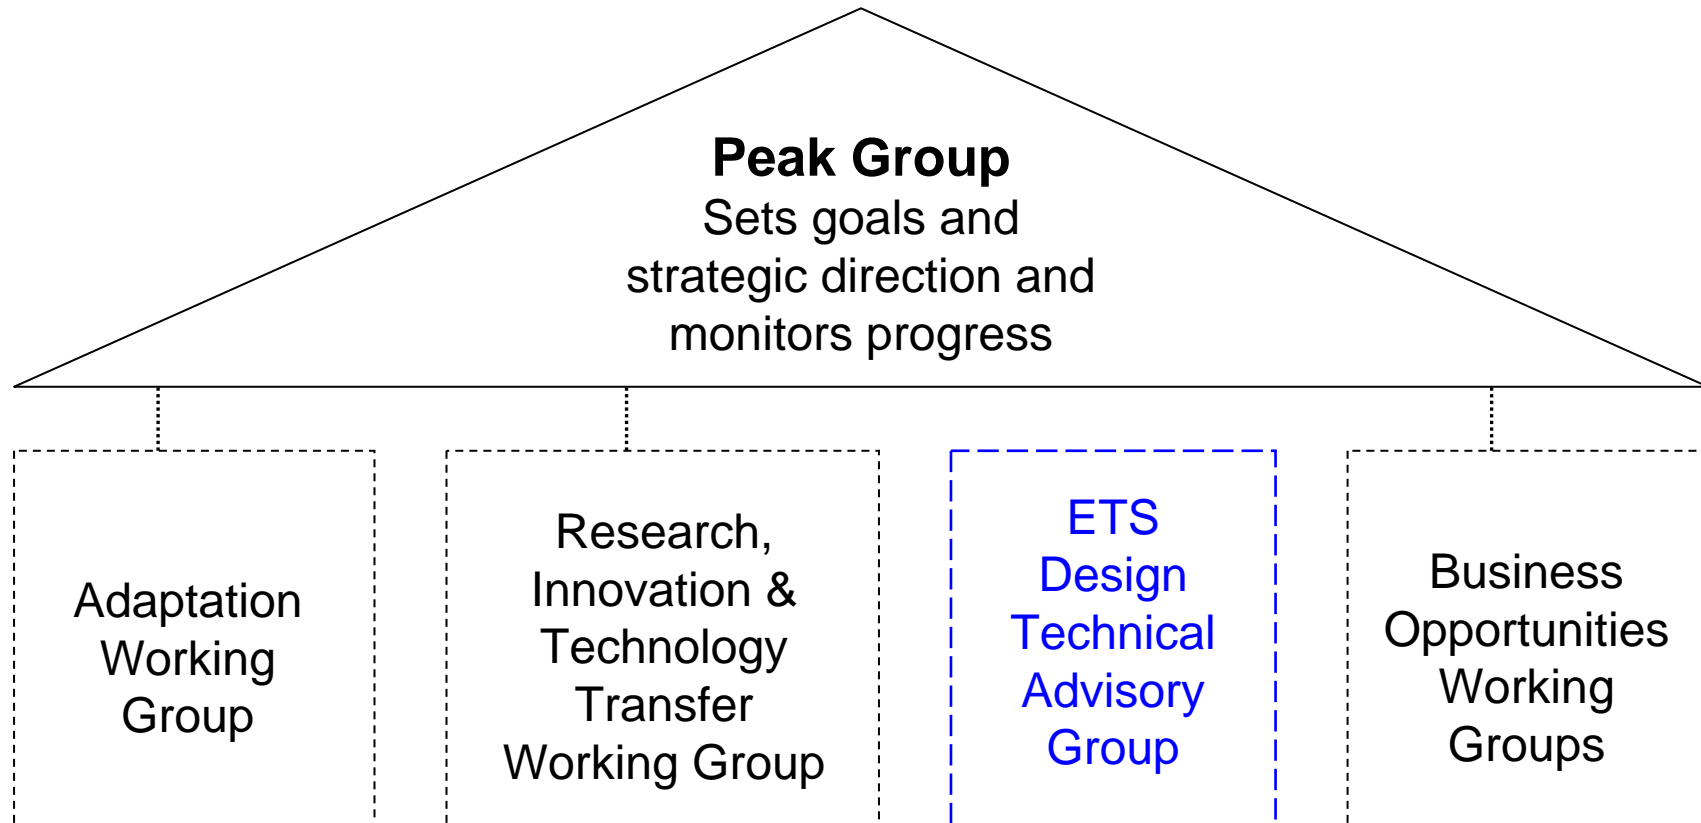 Peak Group
Sets goals and
strategic direction and
monitors progress
Adaptation
Working
Group
Research,
Innovation &
Technology
Transfer
Working Group
ETS
Design
Technical
Advisory
Group
Business
Opportunities
Working
Groups